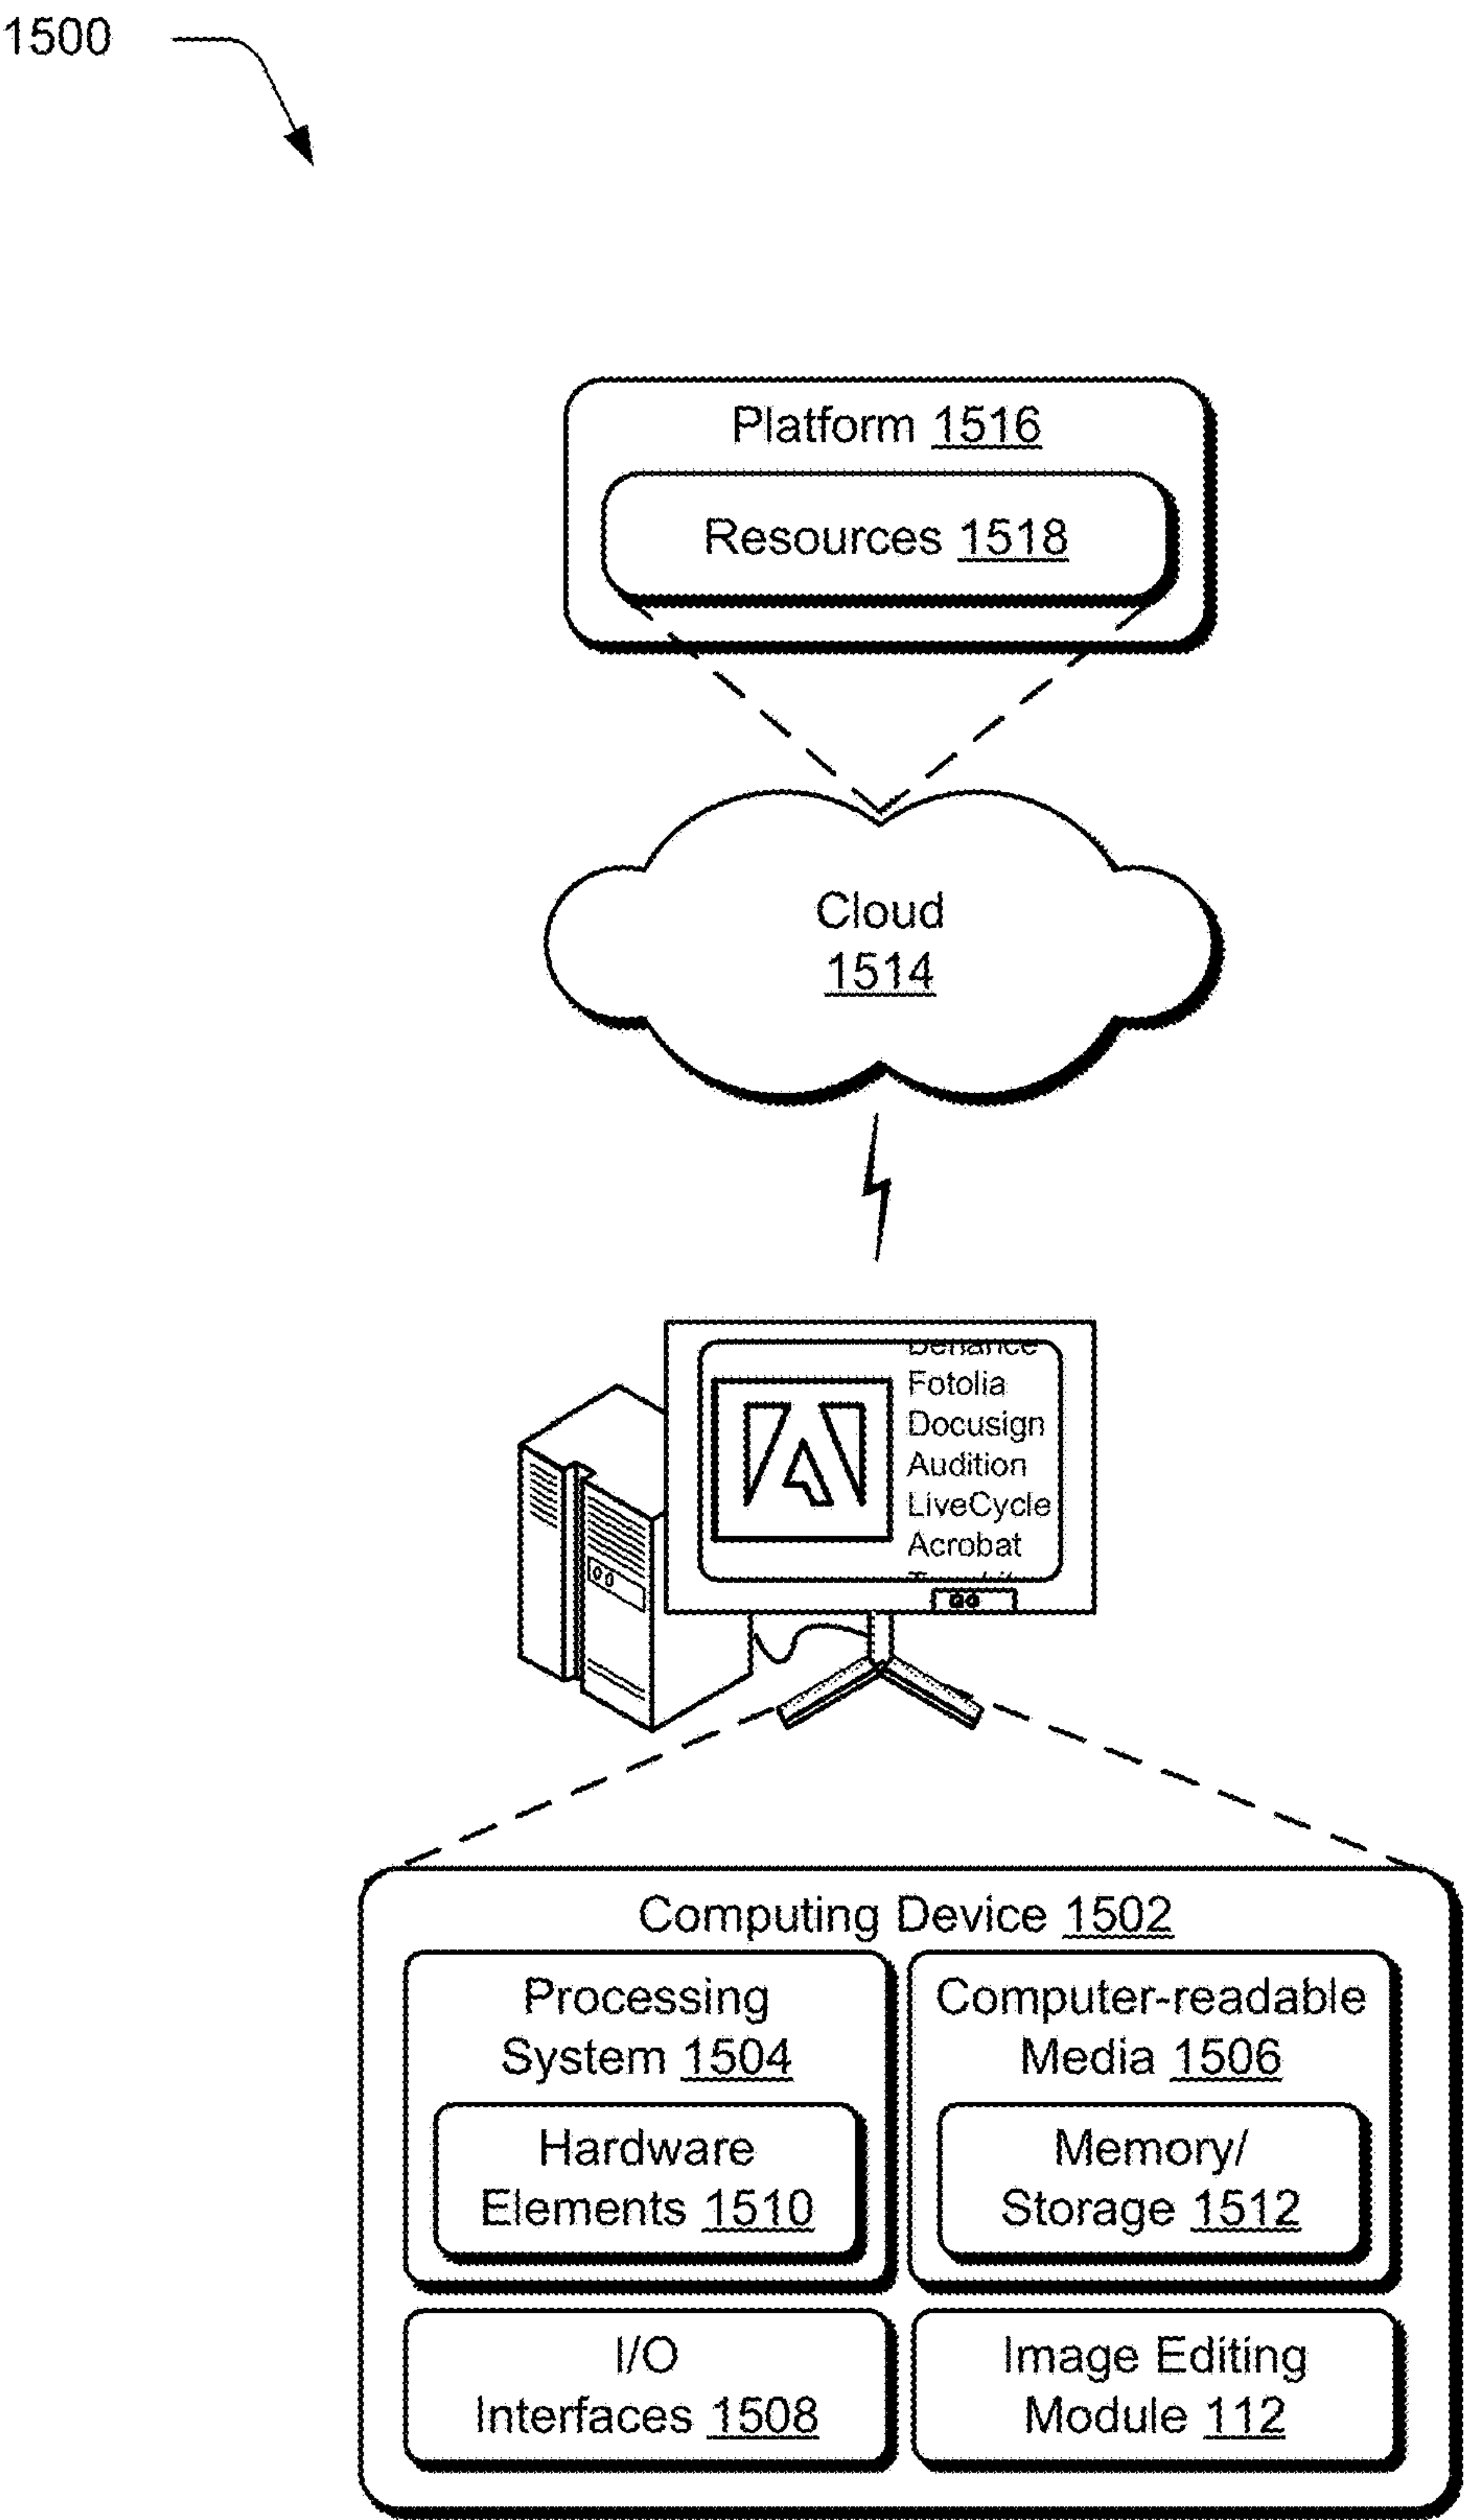 1500
Platform 1516
Resources 1518
Cloud
1514
Fotolia
Docusign
Audition
LiveCycle
Acrobat
Computing Device 1502
Processing
System 1504
Hardware
Elements 1510
Computer-readable
Media 1506
Memory/
Storage 1512
I/O
Interfaces 1508
Image Editing
Module 112